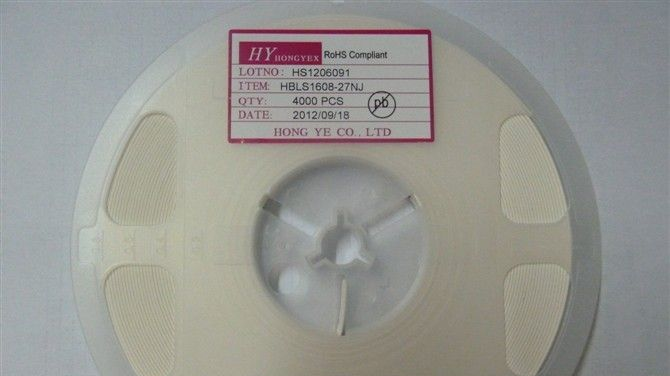 HY HONGYEX RoHS Compliant
LOTNO: HS1206091
ITEM: HBLS1608-27NJ
QTY: 4000 PCS pb
DATE: 2012/09/18
HONG YE CO., LTD